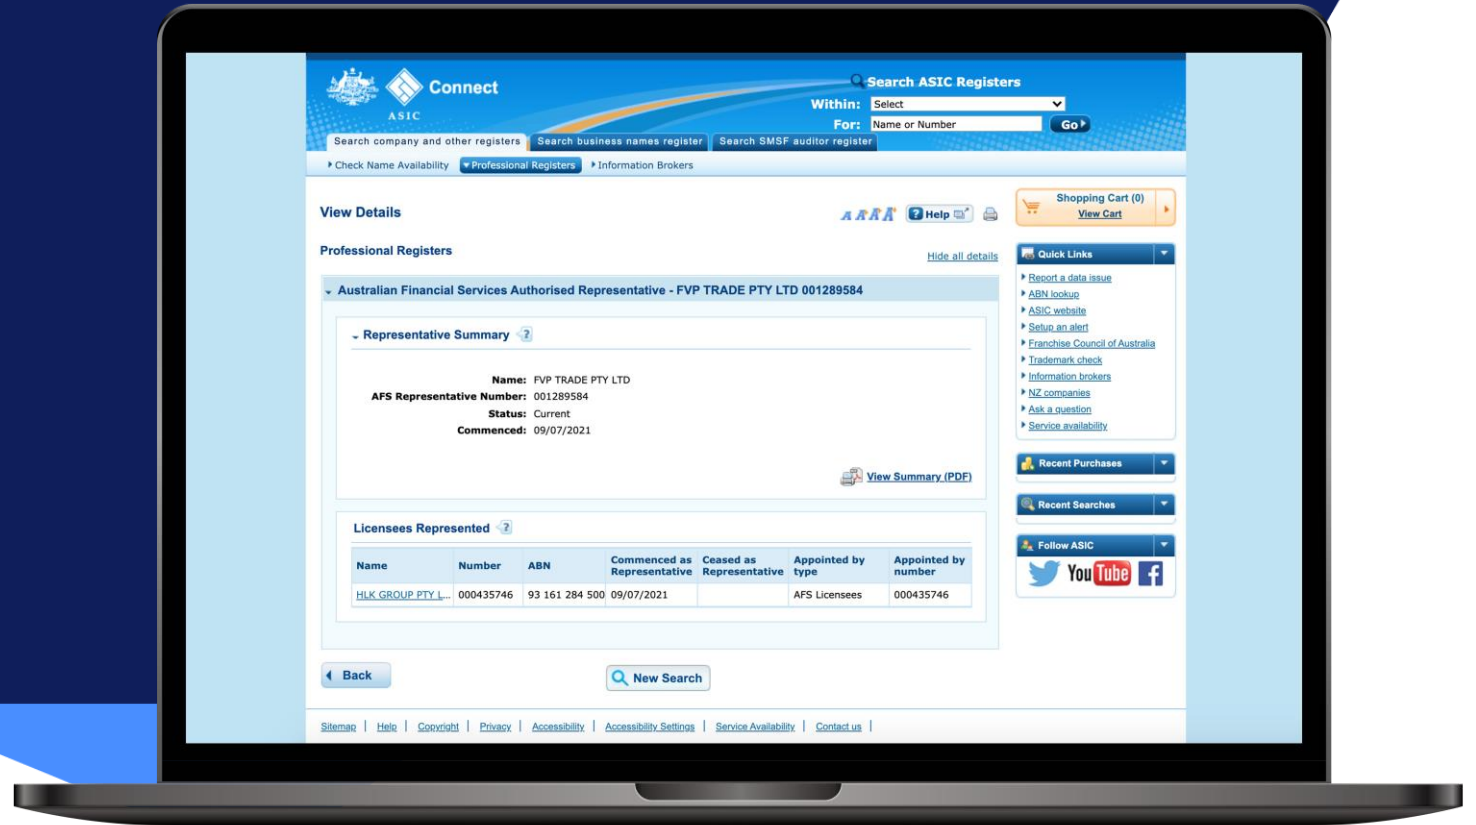 Connect
ASIC
Search ASIC Registers
Within: Select
For: Name or Number Go
Search company and other registers Search business names register Search SMSF auditor register
Check Name Availability Professional Registers Information Brokers
View Details
A A A A Help
Shopping Cart (0)
View Cart
Professional Registers
Hide all details
Australian Financial Services Authorised Representative - FVP TRADE PTY LTD 001289584
Representative Summary ?
Name: FVP TRADE PTY LTD
AFS Representative Number: 001289584
Status: Current
Commenced: 09/07/2021
View Summary (PDF)
Licensees Represented ?
Name Number ABN Commenced as Representative Ceased as Representative Appointed by type Appointed by number
HLK GROUP PTY L... 000435746 93 161 284 500 09/07/2021 AFS Licensees 000435746
Back
New Search
Quick Links
Report a data issue
ABN lookup
ASIC website
Setup an alert
Franchise Council of Australia
Trademark check
Information brokers
NZ companies
Ask a question
Service availability
Recent Purchases
Recent Searches
Follow ASIC
YouTube f
Sitemap | Help | Copyright | Privacy | Accessibility | Accessibility Settings | Service Availability | Contact us |